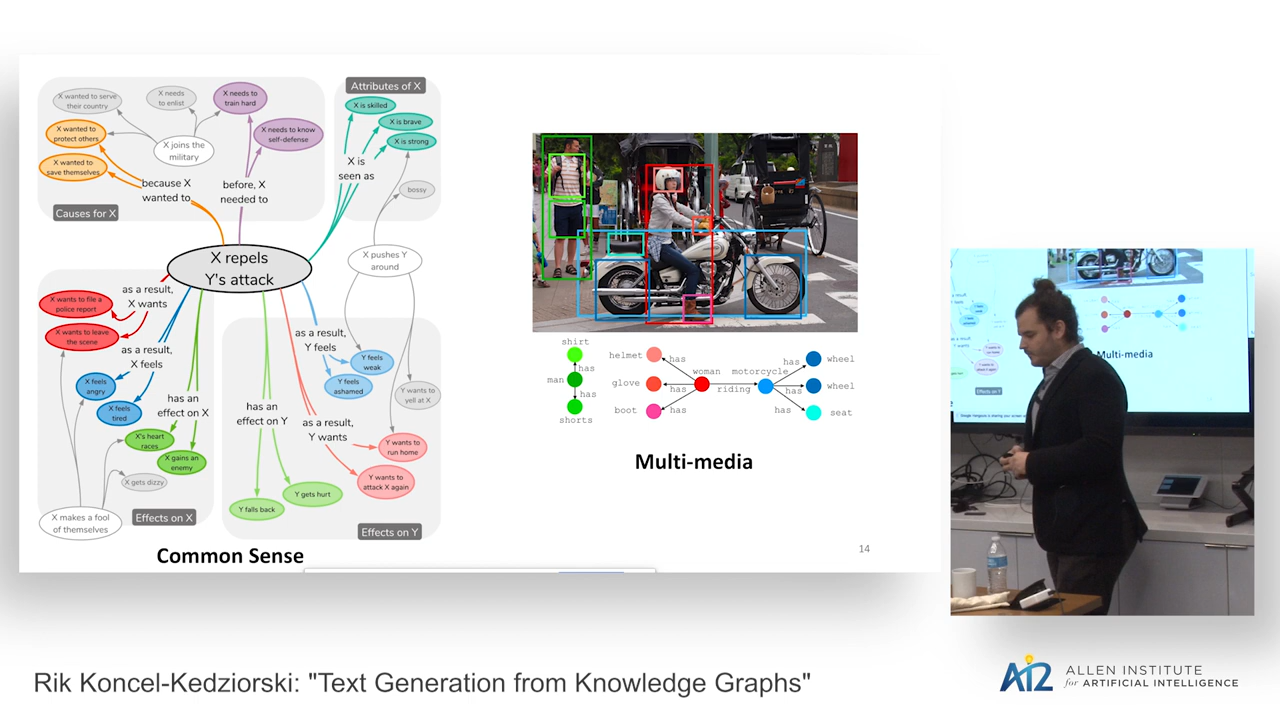 X wanted to serve
their country
X needs
to enlist
X needs to
train hard
X wanted to
protect others
X joins the
military
X needs to know
self-defense
X wanted to
save themselves
because X
wanted to
before, X
needed to
Causes for X
Attributes of X
X is skilled
X is brave
X is strong
X is
seen as
bossy
X repels
Y's attack
X pushes Y
around
X wants to file a
police report
as a result,
X wants
X wants to leave
the scene
as a result,
X feels
X feels
angry
X feels
tired
has an
effect on X
X's heart
races
X gains an
enemy
X gets dizzy
X makes a fool
of themselves
Effects on X
as a result,
Y feels
Y feels
weak
Y feels
ashamed
Y wants to
yell at X
has an
effect on Y
as a result,
Y wants
Y wants to
run home
Y wants to
attack X again
Y gets hurt
Y falls back
Effects on Y
Common Sense
shirt
has
man
has
shorts
helmet
has
woman
motorcycle
has
wheel
glove
has
riding
has
wheel
boot
has
has
seat
Multi-media
14
Multi-media
Rik Koncel-Kedziorski: "Text Generation from Knowledge Graphs"
AI2
ALLEN INSTITUTE
for ARTIFICIAL INTELLIGENCE